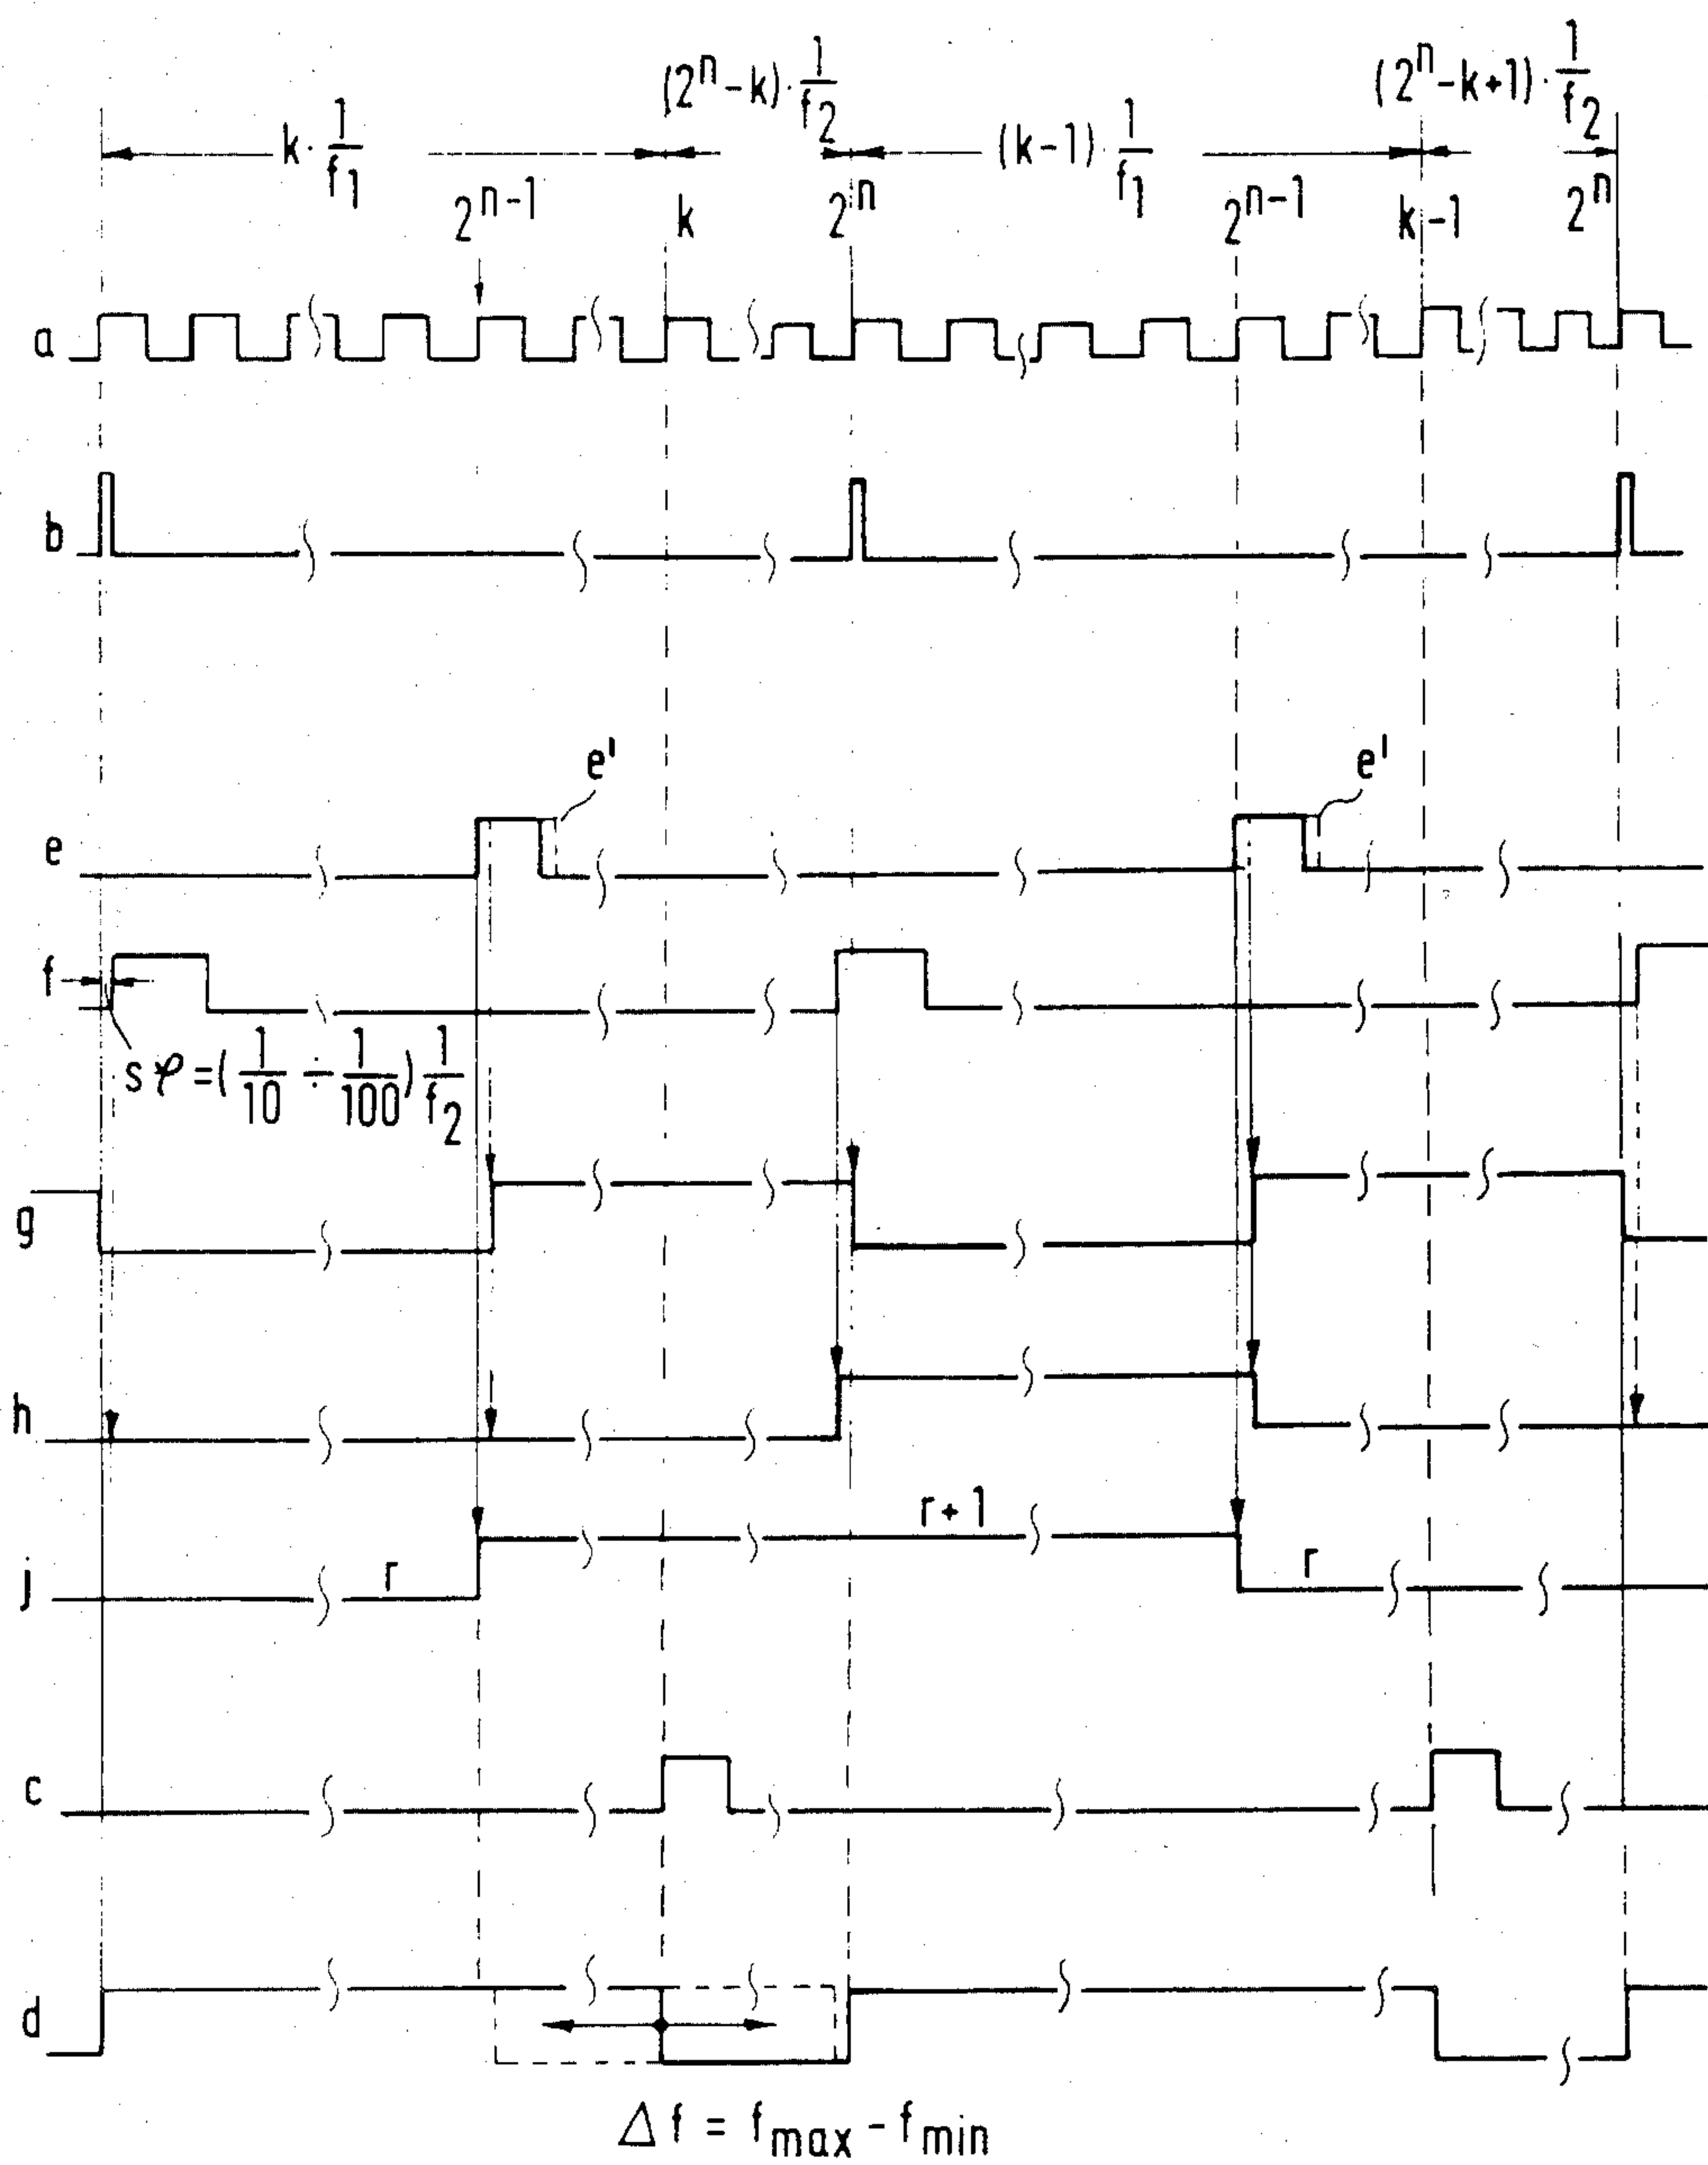 k · 1/f₁ (2ⁿ-k) · 1/f₂ (k-1) · 1/f₁ (2ⁿ-k+1) · 1/f₂
2ⁿ⁻¹ k 2ⁿ 2ⁿ⁻¹ k-1 2ⁿ
a
b
e' e'
e
f
sφ = (1/10 ÷ 1/100) 1/f₂
g
h
r+1
j r r
c
d
Δf = f_max - f_min